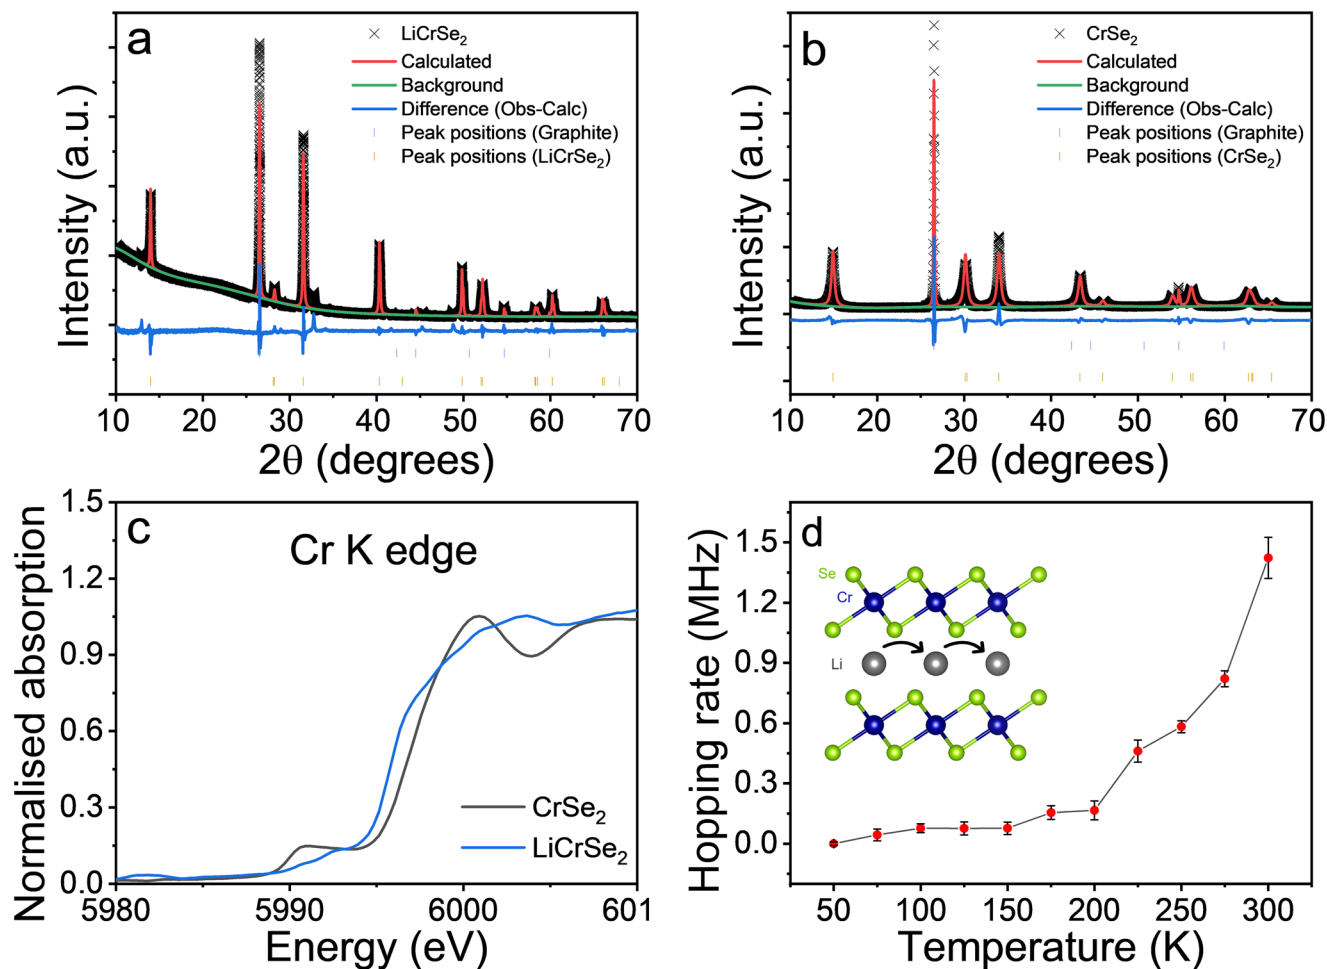 a
LiCrSe₂
Calculated
Background
Difference (Obs-Calc)
Peak positions (Graphite)
Peak positions (LiCrSe₂)
Intensity (a.u.)
10 20 30 40 50 60 70
2θ (degrees)
b
CrSe₂
Calculated
Background
Difference (Obs-Calc)
Peak positions (Graphite)
Peak positions (CrSe₂)
Intensity (a.u.)
10 20 30 40 50 60 70
2θ (degrees)
c
Cr K edge
1.5
1.2
0.9
0.6
0.3
0.0
Normalised absorption
CrSe₂
LiCrSe₂
5980 5990 6000 601
Energy (eV)
d
Se
Cr
Li
1.5
1.2
0.9
0.6
0.3
0.0
Hopping rate (MHz)
50 100 150 200 250 300
Temperature (K)